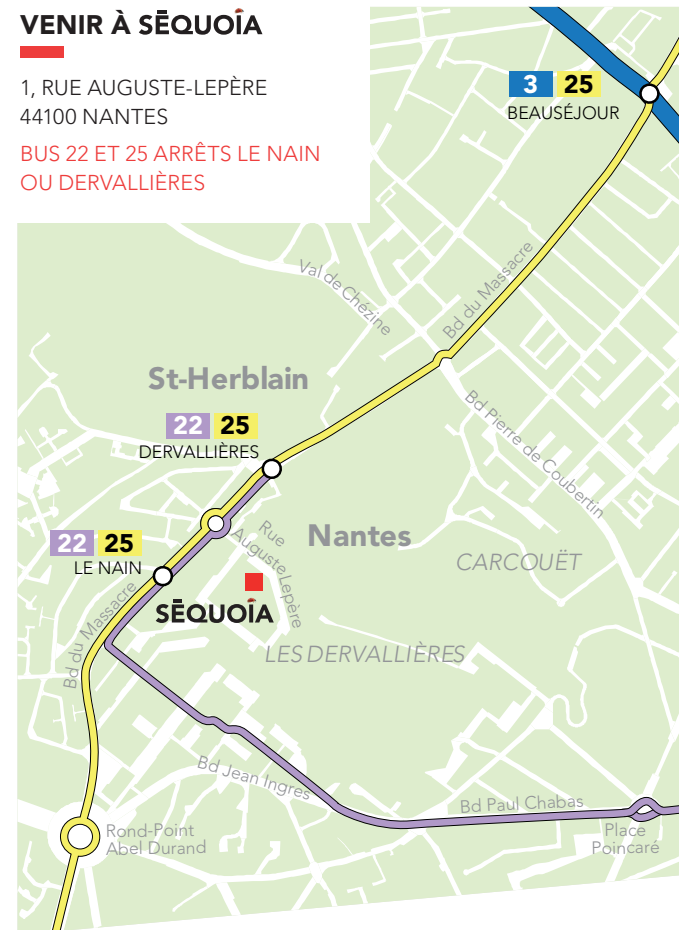 VENIR À SĒQUOÏA
1, RUE AUGUSTE-LEPÈRE
44100 NANTES
BUS 22 ET 25 ARRÊTS LE NAIN
OU DERVALLIÈRES
3 25
BEAUSÉJOUR
Val de Chézine
Bd du Massacre
St-Herblain
22 25
DERVALLIÈRES
Bd Pierre de Coubertin
Nantes
Rue
Auguste Lepère
CARCOUËT
22 25
LE NAIN
SĒQUOÏA
Bd du Massacre
LES DERVALLIÈRES
Bd Jean Ingres
Bd Paul Chabas
Rond-Point
Abel Durand
Place
Poincaré